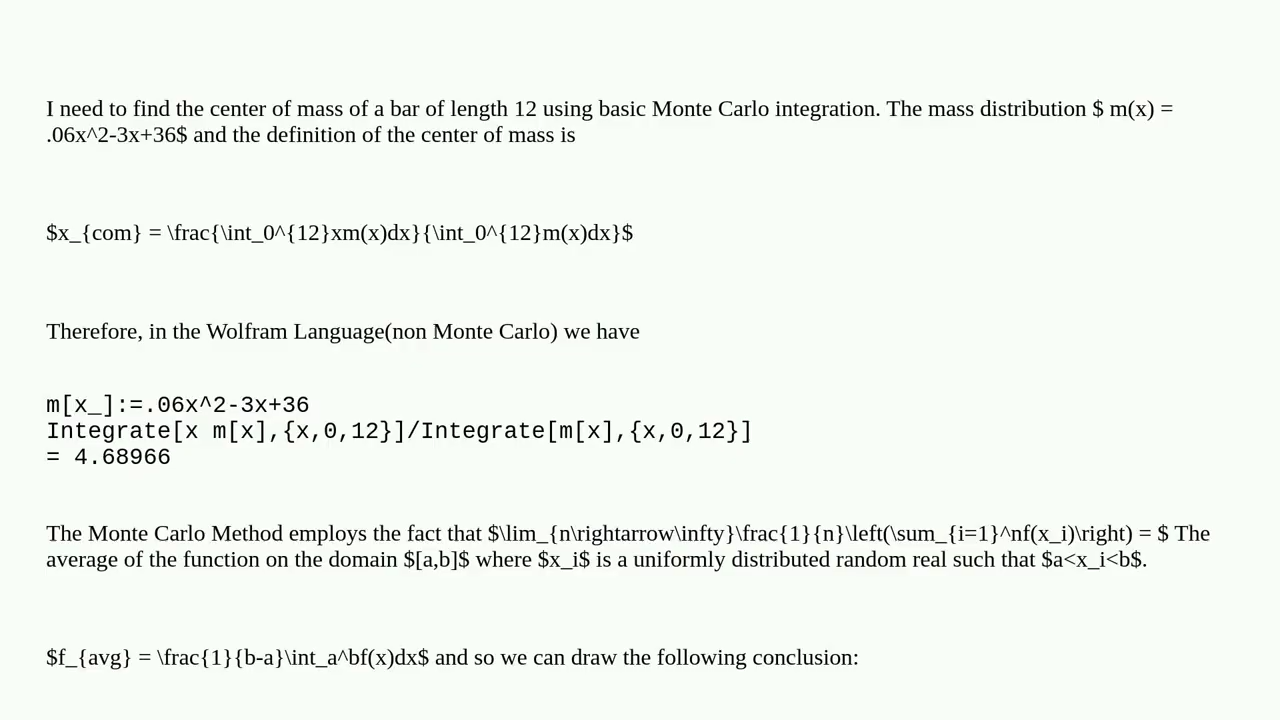 I need to find the center of mass of a bar of length 12 using basic Monte Carlo integration. The mass distribution $ m(x) =
.06x^2-3x+36$ and the definition of the center of mass is
$x_{com} = \frac{\int_0^{12}xm(x)dx}{\int_0^{12}m(x)dx}$
Therefore, in the Wolfram Language(non Monte Carlo) we have
m[x_]:=.06x^2-3x+36
Integrate[x m[x],{x,0,12}]/Integrate[m[x],{x,0,12}]
= 4.68966
The Monte Carlo Method employs the fact that $\lim_{n\rightarrow\infty}\frac{1}{n}\left(\sum_{i=1}^nf(x_i)\right) = $ The
average of the function on the domain $[a,b]$ where $x_i$ is a uniformly distributed random real such that $a<x_i<b$.
$f_{avg} = \frac{1}{b-a}\int_a^bf(x)dx$ and so we can draw the following conclusion: